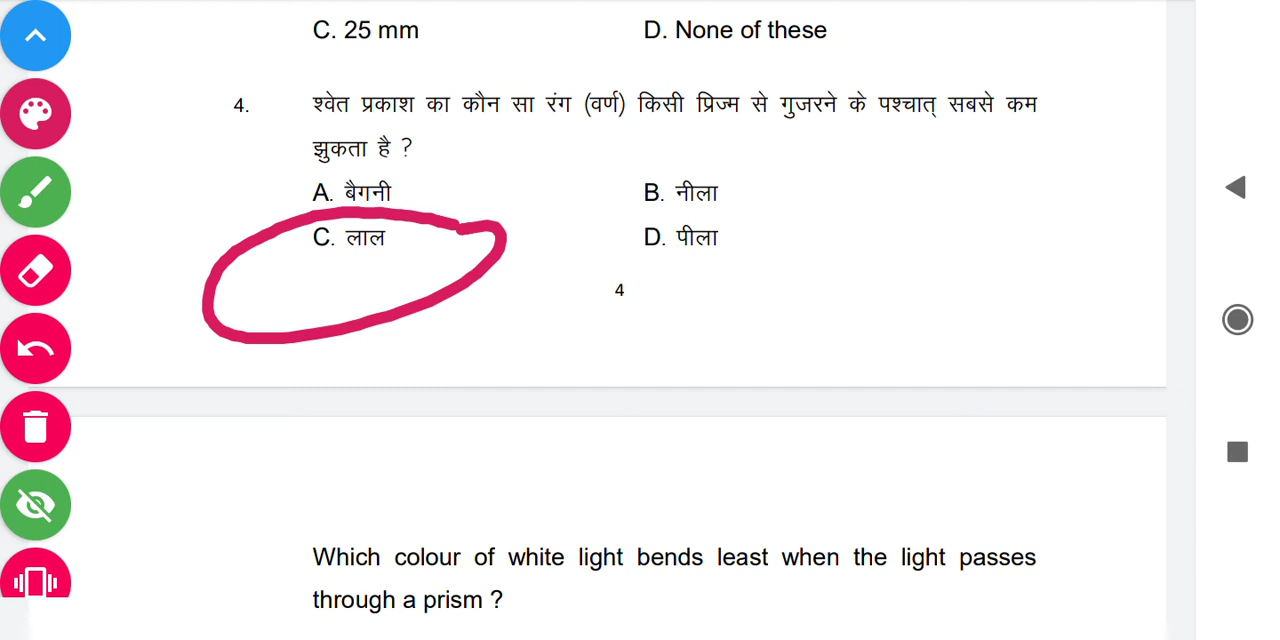 C. 25 mm D. None of these
4. श्वेत प्रकाश का कौन सा रंग (वर्ण) किसी प्रिज्म से गुजरने के पश्चात् सबसे कम
झुकता है ?
A. बैगनी B. नीला
C. लाल D. पीला
4
Which colour of white light bends least when the light passes
through a prism ?